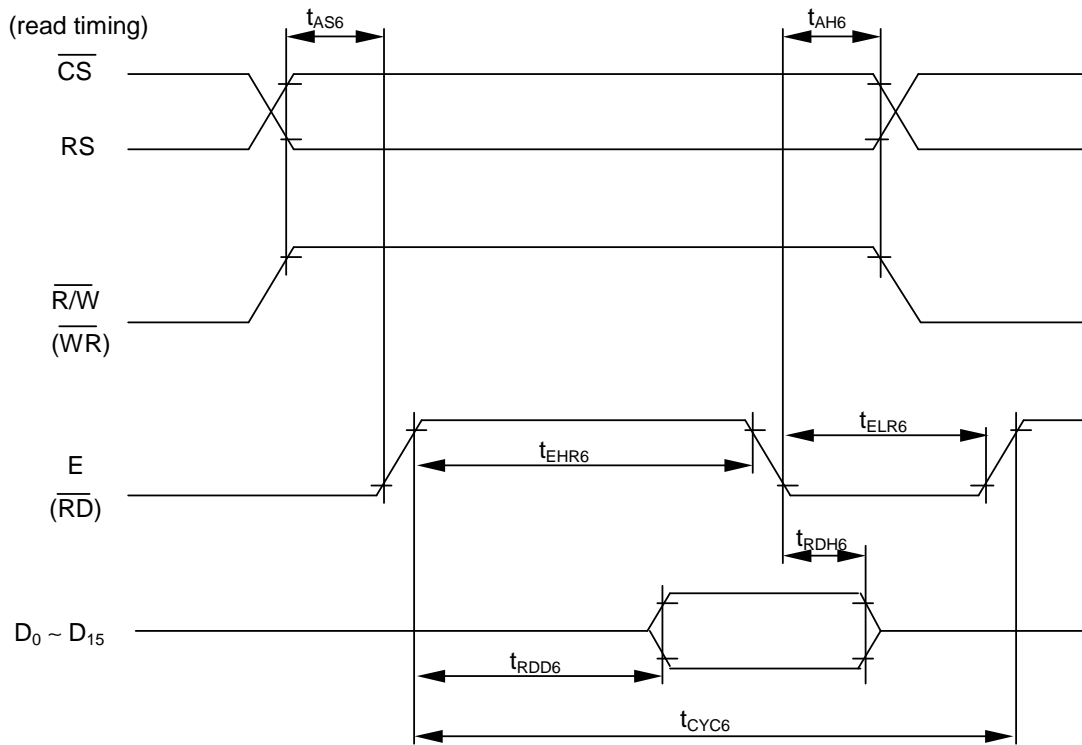 (read timing)
tAS6
tAH6
CS
RS
R/W
(WR)
E
(RD)
tEHR6
tELR6
tRDH6
D0 ~ D15
tRDD6
tCYC6